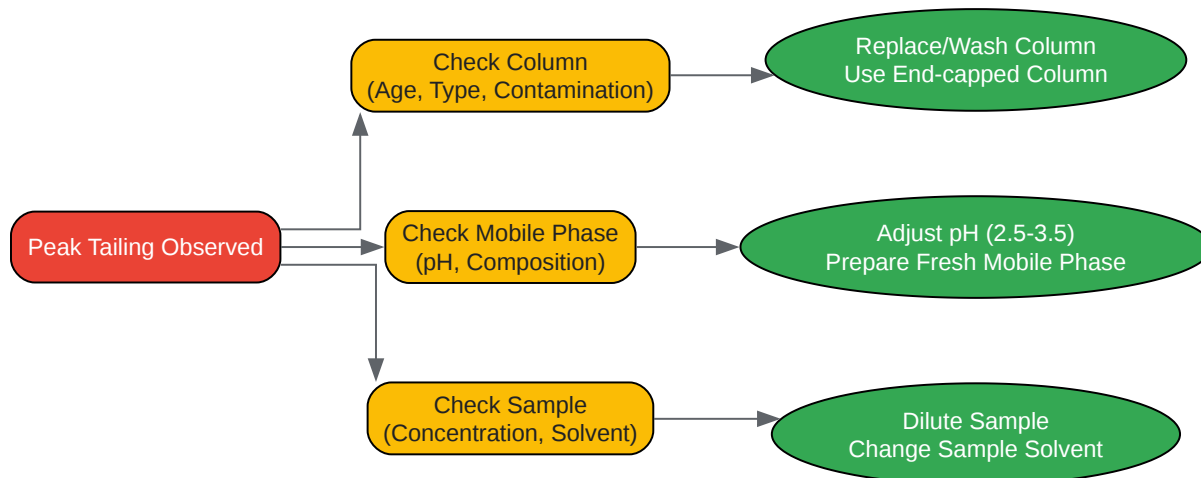 Peak Tailing Observed
Check Column
(Age, Type, Contamination)
Replace/Wash Column
Use End-capped Column
Check Mobile Phase
(pH, Composition)
Adjust pH (2.5-3.5)
Prepare Fresh Mobile Phase
Check Sample
(Concentration, Solvent)
Dilute Sample
Change Sample Solvent